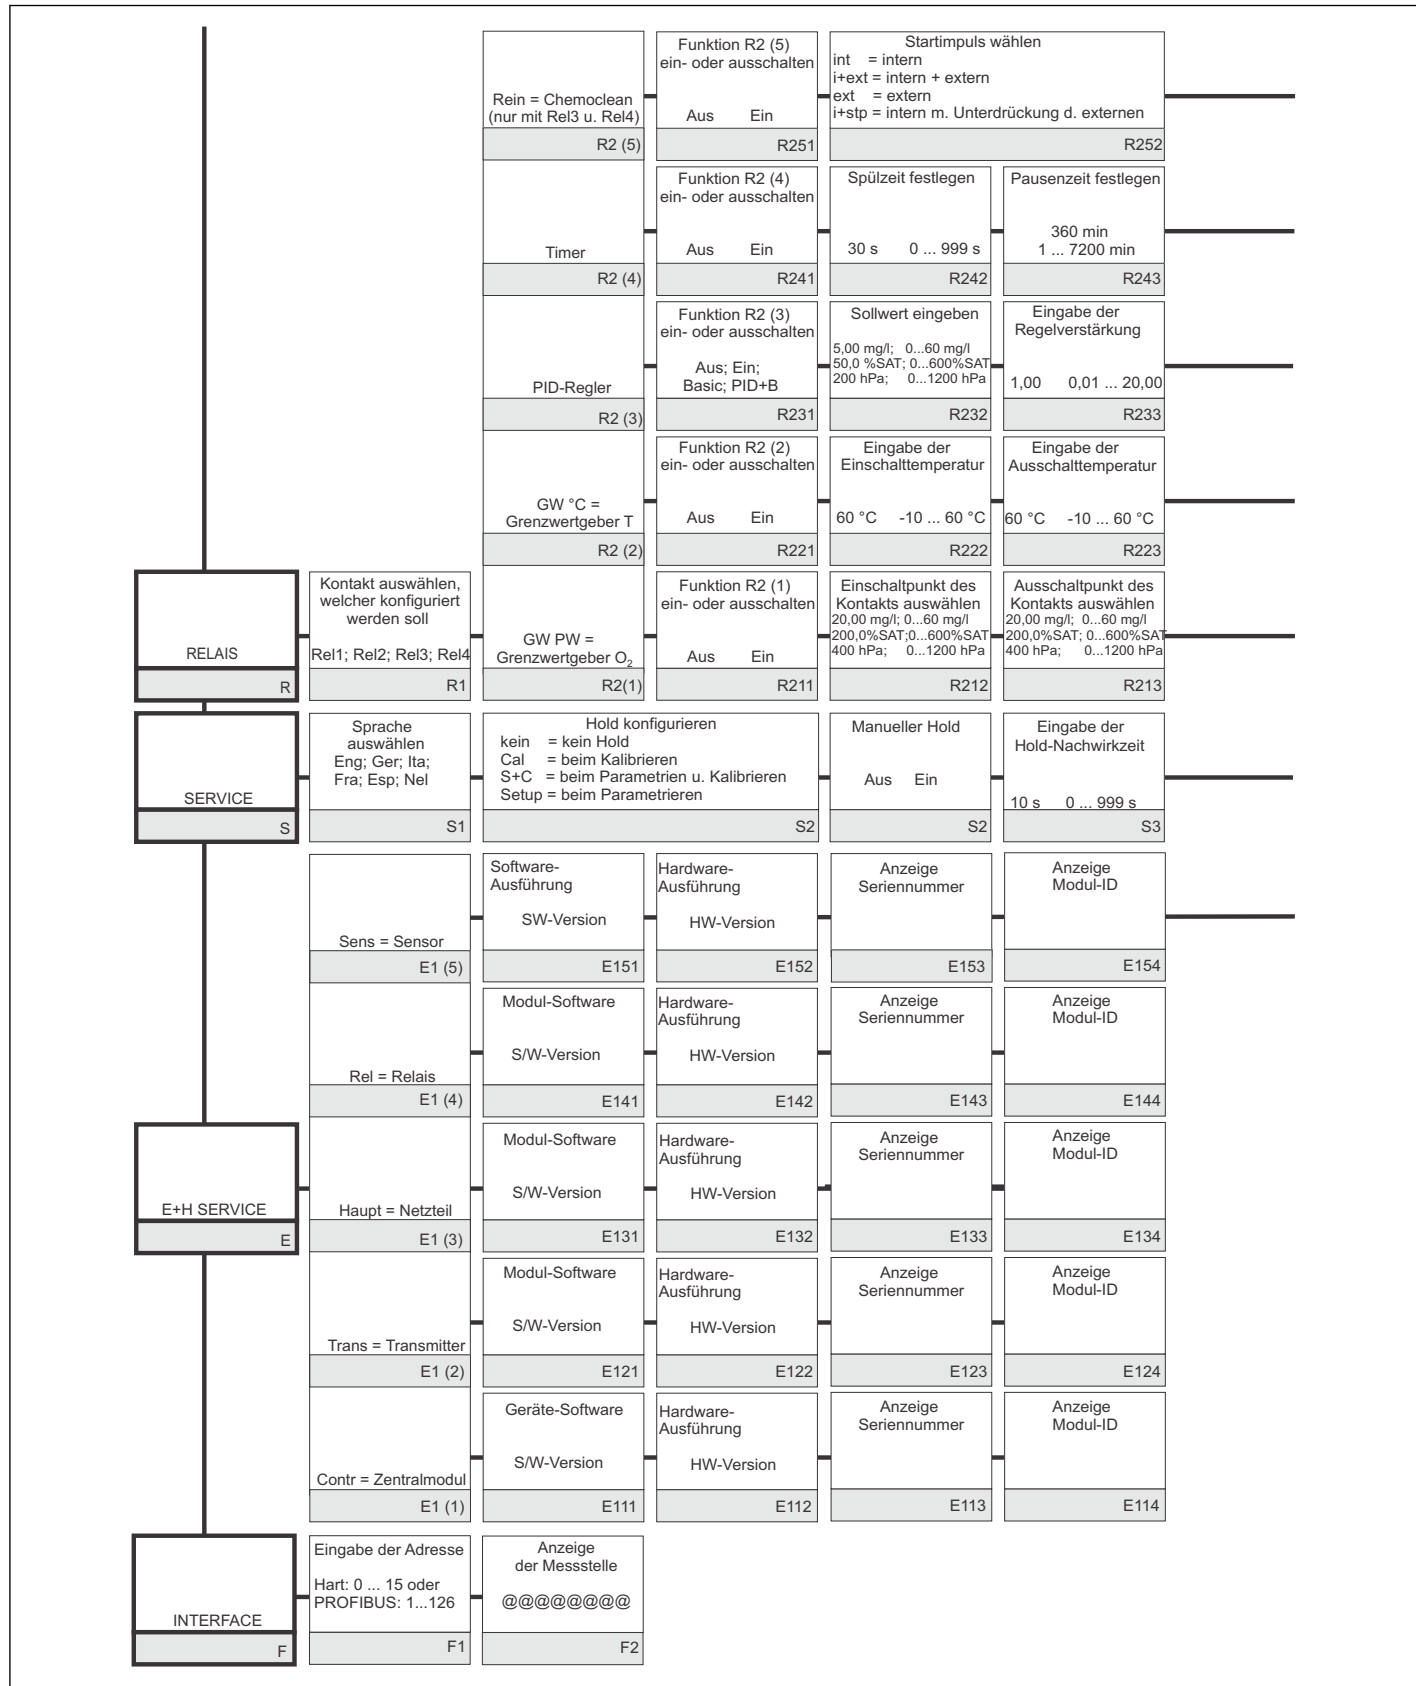 Rein = Chemoclean
(nur mit Rel3 u. Rel4)
R2 (5)
Funktion R2 (5)
ein- oder ausschalten
Aus Ein
R251
Startimpuls wählen
int = intern
i+ext = intern + extern
ext = extern
i+stp = intern m. Unterdrückung d. externen
R252
Timer
R2 (4)
Funktion R2 (4)
ein- oder ausschalten
Aus Ein
R241
Spülzeit festlegen
30 s 0 ... 999 s
R242
Pausenzeit festlegen
360 min
1 ... 7200 min
R243
PID-Regler
R2 (3)
Funktion R2 (3)
ein- oder ausschalten
Aus; Ein;
Basic; PID+B
R231
Sollwert eingeben
5,00 mg/l; 0...60 mg/l
50,0 %SAT; 0...600%SAT
200 hPa; 0...1200 hPa
R232
Eingabe der
Regelverstärkung
1,00 0,01 ... 20,00
R233
GW °C =
Grenzwertgeber T
R2 (2)
Funktion R2 (2)
ein- oder ausschalten
Aus Ein
R221
Eingabe der
Einschalttemperatur
60 °C -10 ... 60 °C
R222
Eingabe der
Ausschalttemperatur
60 °C -10 ... 60 °C
R223
RELAIS
R
Kontakt auswählen,
welcher konfiguriert
werden soll
Rel1; Rel2; Rel3; Rel4
R1
GW PW =
Grenzwertgeber O₂
R2(1)
Funktion R2 (1)
ein- oder ausschalten
Aus Ein
R211
Einschaltpunkt des
Kontakts auswählen
20,00 mg/l; 0...60 mg/l
200,0%SAT;0...600%SAT
400 hPa; 0...1200 hPa
R212
Ausschaltpunkt des
Kontakts auswählen
20,00 mg/l; 0...60 mg/l
200,0%SAT; 0...600%SAT
400 hPa; 0...1200 hPa
R213
SERVICE
S
Sprache
auswählen
Eng; Ger; Ita;
Fra; Esp; Nel
S1
Hold konfigurieren
kein = kein Hold
Cal = beim Kalibrieren
S+C = beim Parametrien u. Kalibrieren
Setup = beim Parametrieren
S2
Manueller Hold
Aus Ein
S2
Eingabe der
Hold-Nachwirkzeit
10 s 0 ... 999 s
S3
Sens = Sensor
E1 (5)
Software-
Ausführung
SW-Version
E151
Hardware-
Ausführung
HW-Version
E152
Anzeige
Seriennummer
E153
Anzeige
Modul-ID
E154
Rel = Relais
E1 (4)
Modul-Software
S/W-Version
E141
Hardware-
Ausführung
HW-Version
E142
Anzeige
Seriennummer
E143
Anzeige
Modul-ID
E144
E+H SERVICE
E
Haupt = Netzteil
E1 (3)
Modul-Software
S/W-Version
E131
Hardware-
Ausführung
HW-Version
E132
Anzeige
Seriennummer
E133
Anzeige
Modul-ID
E134
Trans = Transmitter
E1 (2)
Modul-Software
S/W-Version
E121
Hardware-
Ausführung
HW-Version
E122
Anzeige
Seriennummer
E123
Anzeige
Modul-ID
E124
Contr = Zentralmodul
E1 (1)
Geräte-Software
S/W-Version
E111
Hardware-
Ausführung
HW-Version
E112
Anzeige
Seriennummer
E113
Anzeige
Modul-ID
E114
INTERFACE
F
Eingabe der Adresse
Hart: 0 ... 15 oder
PROFIBUS: 1...126
F1
Anzeige
der Messstelle
@@@@@@@@
F2